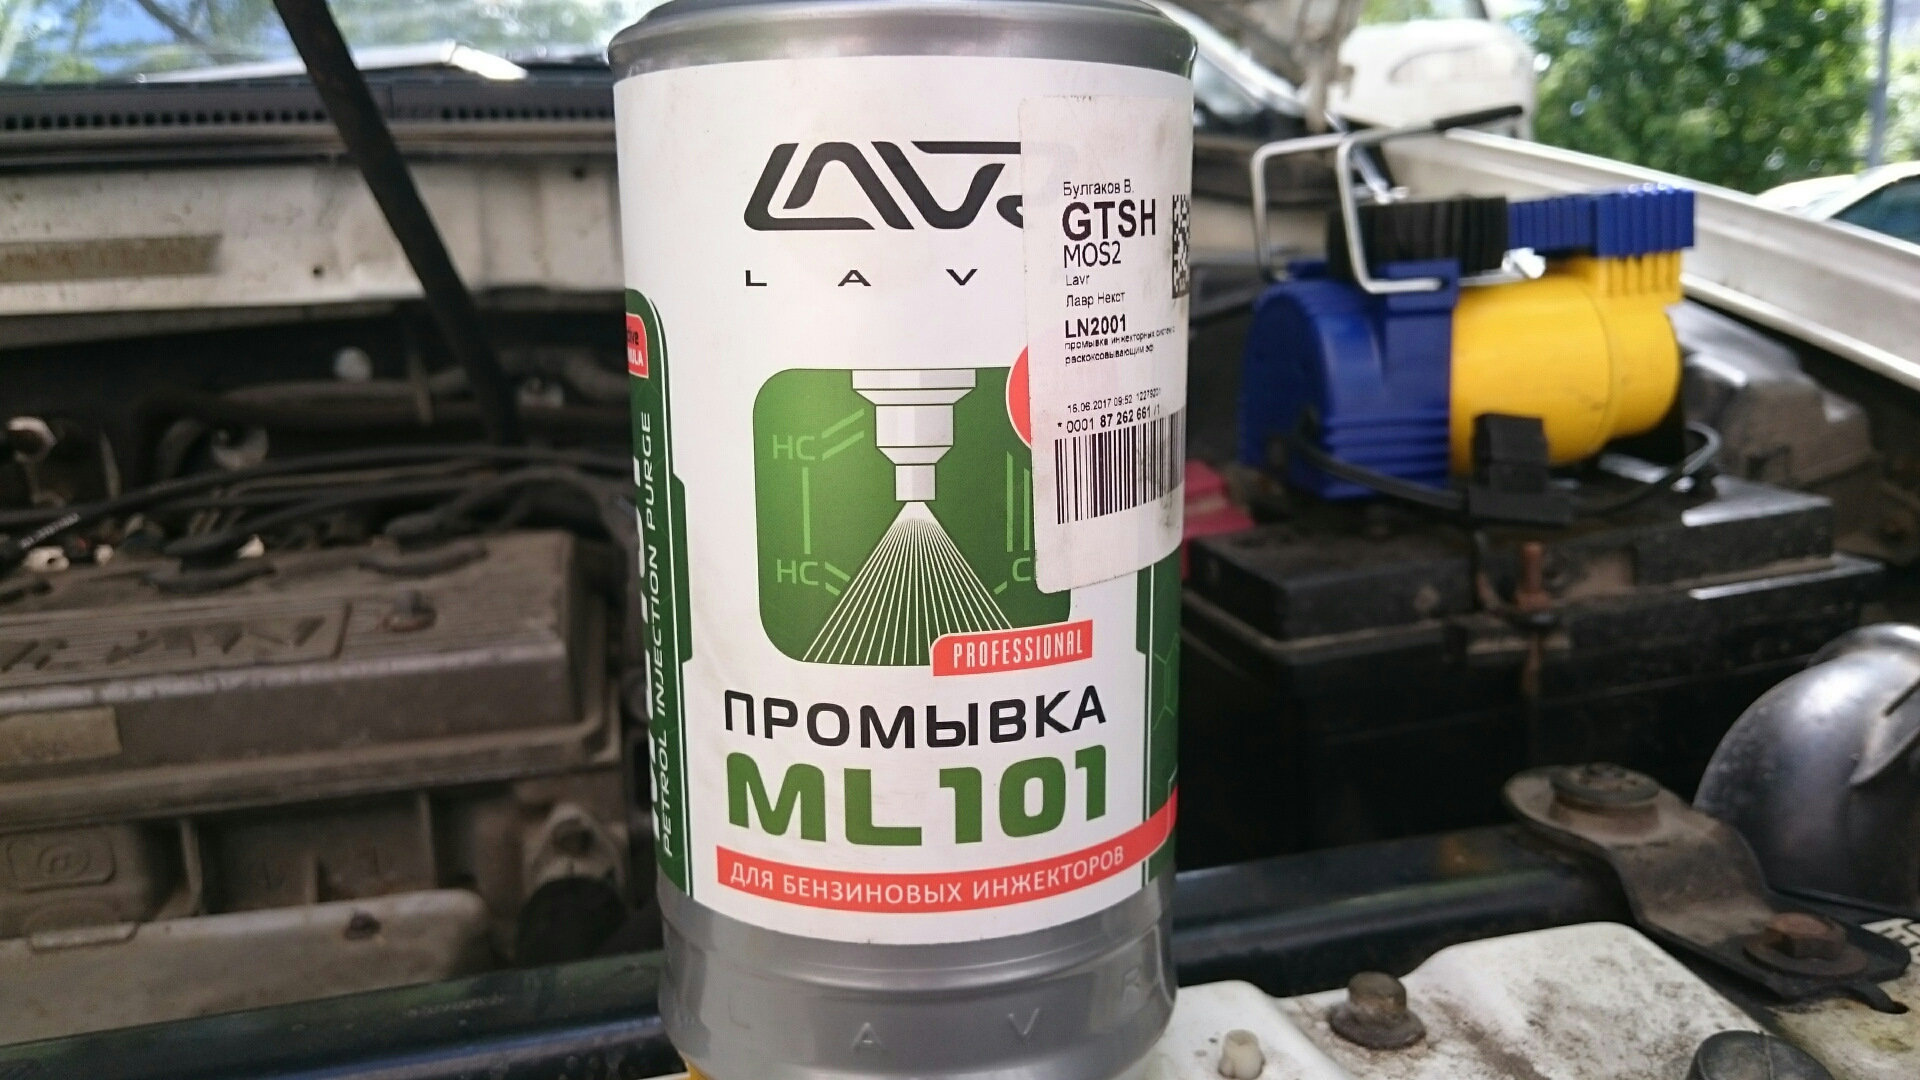 LAV
L A V
Булгаков В.
GTSH
MOS2
Lavr
Лавр Некст
LN2001
промывка инжекторных систем с
раскоксовывающим эф
16.06.2017 09:52
* 0001 87 262 661 /1
HC
HC
C
PROFESSIONAL
ПРОМЫВКА
ML101
ДЛЯ БЕНЗИНОВЫХ ИНЖЕКТОРОВ
PETROL INJECTION PURGE
L A V R